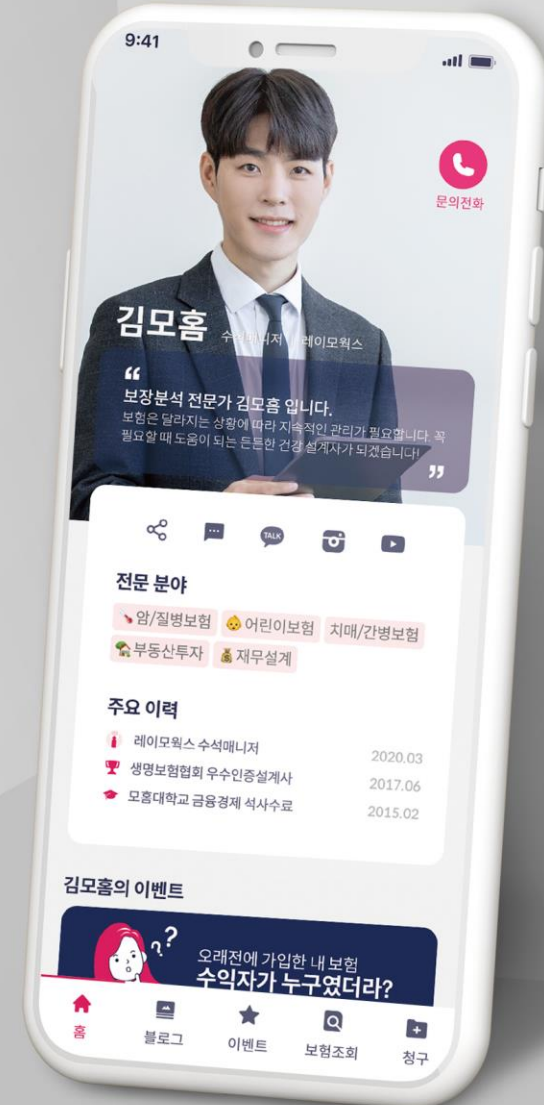 9:41
문의전화
김모홈 레이모웍스
“
보장분석 전문가 김모홈 입니다.
보험은 달라지는 상황에 따라 지속적인 관리가 필요합니다. 꼭
필요할 때 도움이 되는 든든한 건강 설계자가 되겠습니다!
”
TALK
전문 분야
암/질병보험 어린이보험 치매/간병보험
부동산투자 재무설계
주요 이력
레이모웍스 수석매니저 2020.03
생명보험협회 우수인증설계사 2017.06
모홈대학교 금융경제 석사수료 2015.02
김모홈의 이벤트
??
오래전에 가입한 내 보험
수익자가 누구였더라?
홈 블로그 이벤트 보험조회 청구